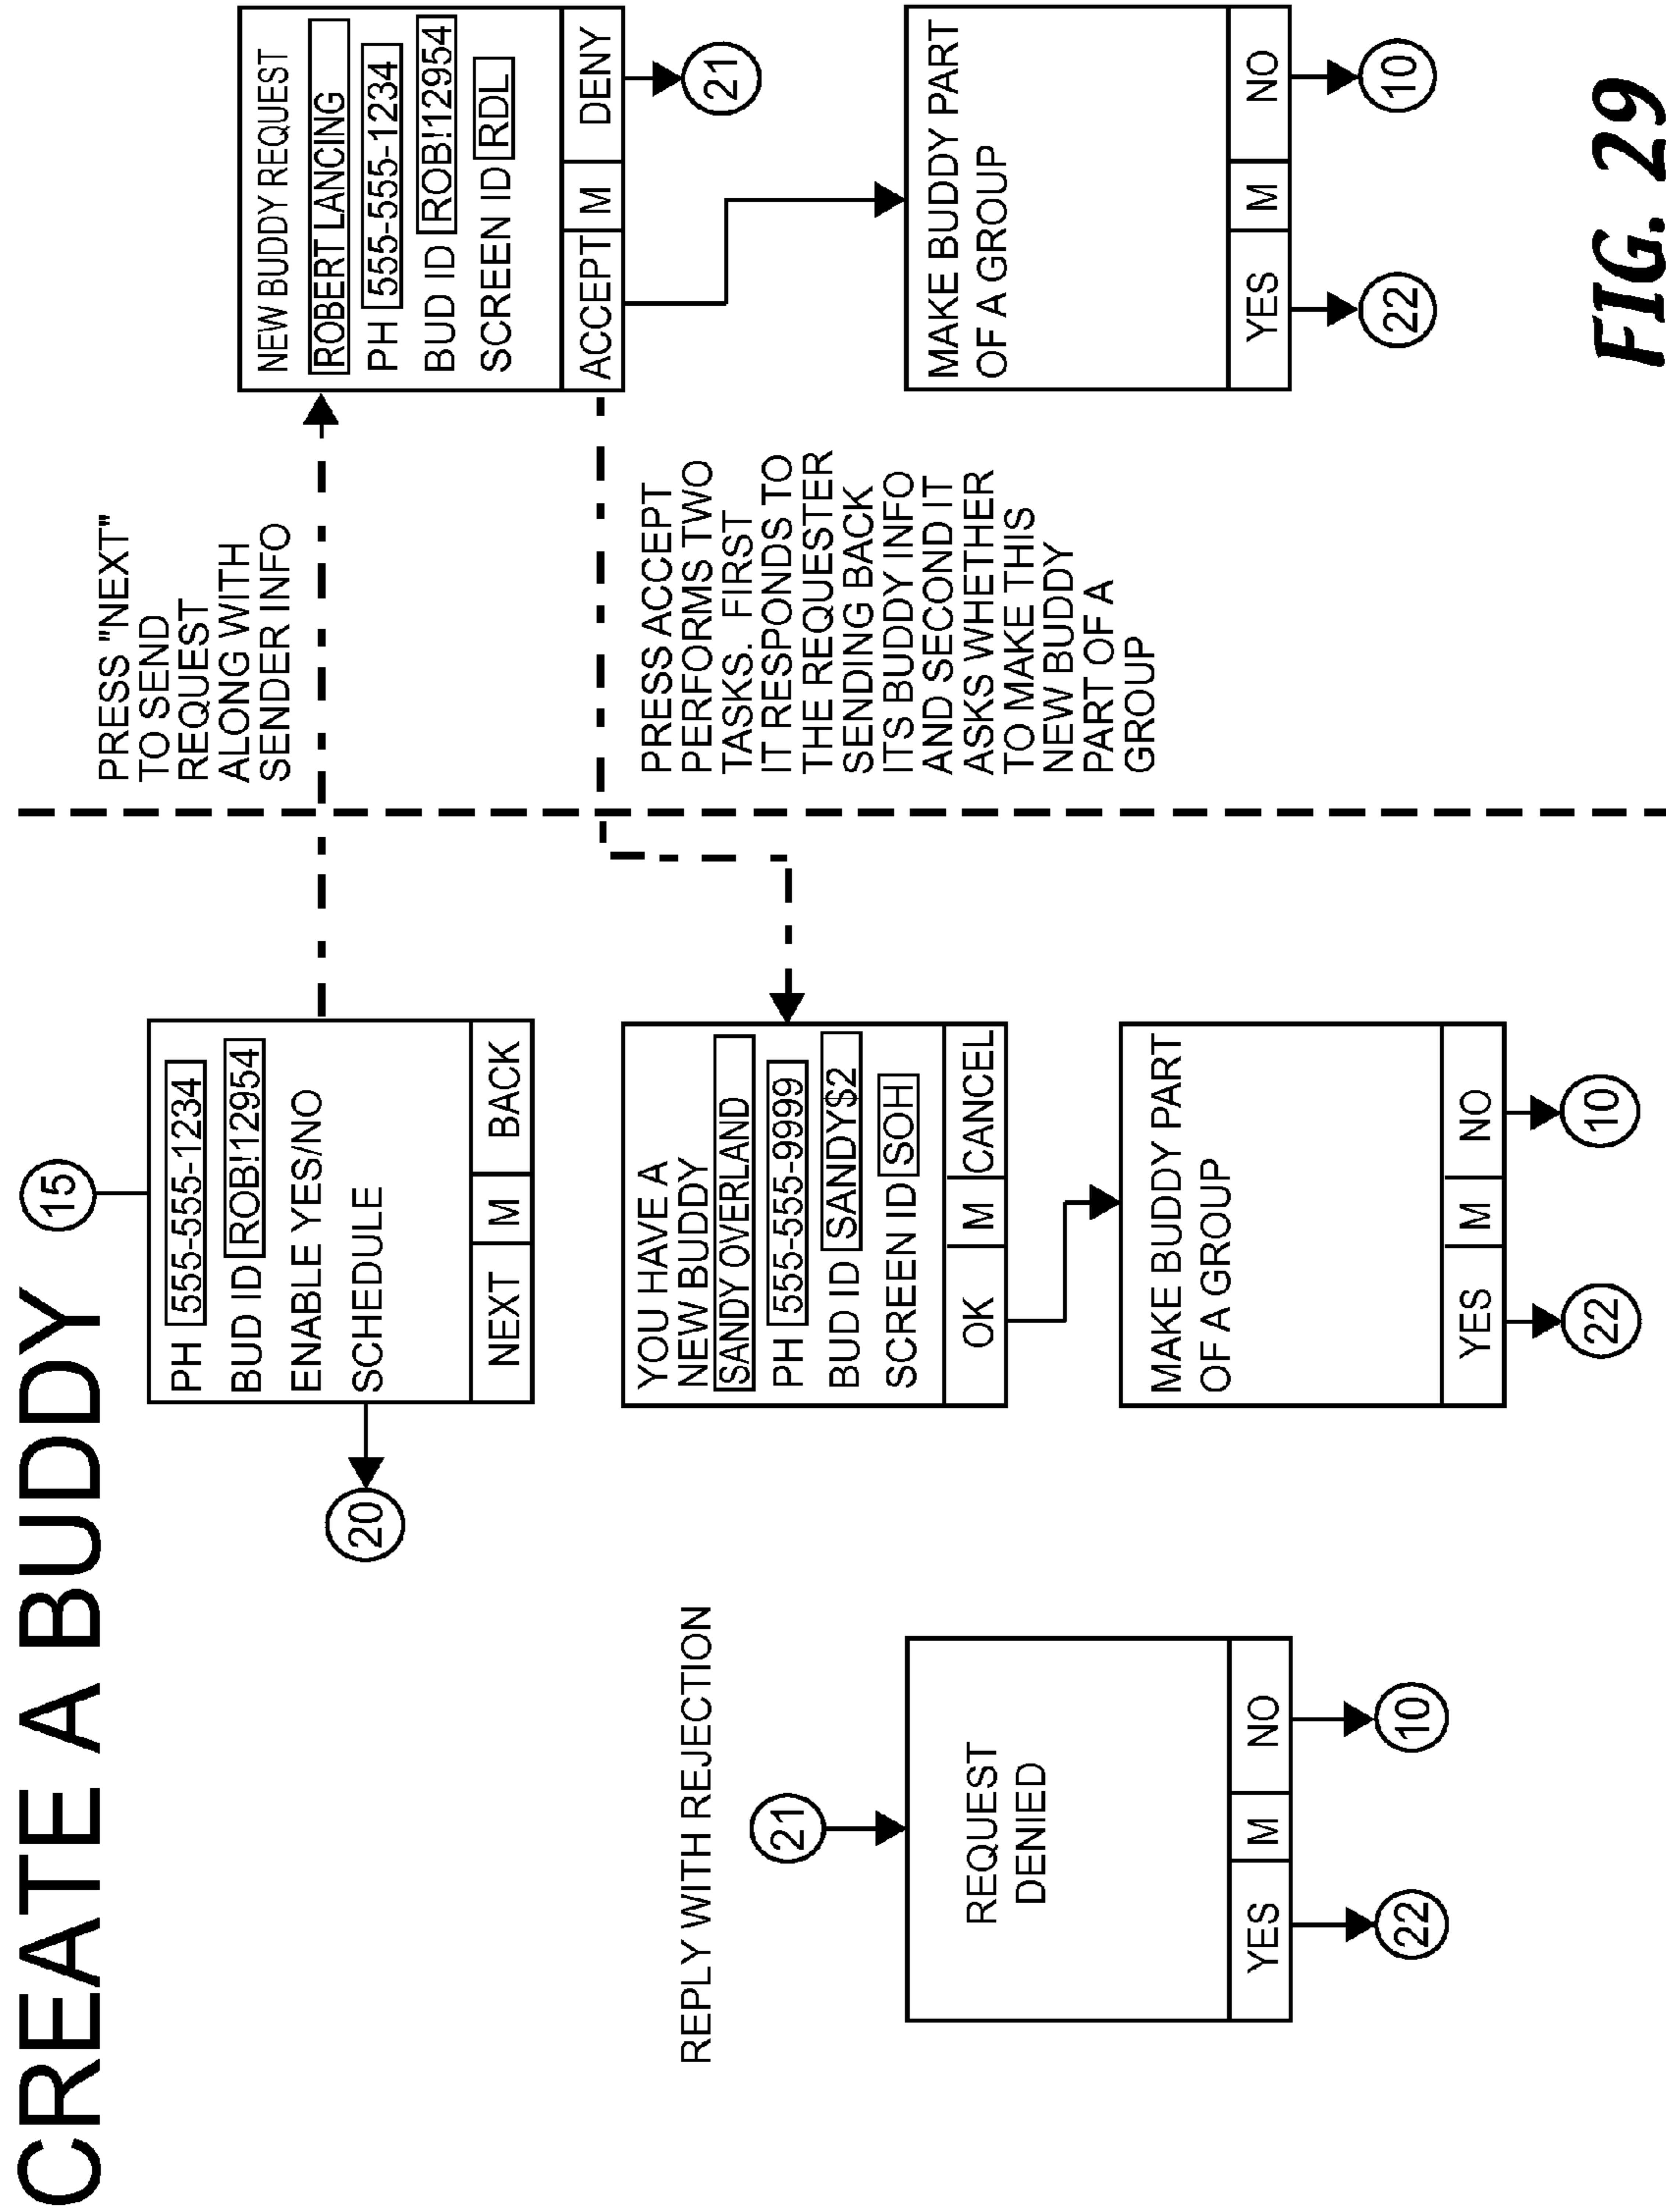 CREATE A BUDDY
15
PH 555-555-1234
BUD ID ROB!12954
ENABLE YES/NO
SCHEDULE
NEXT M BACK
20
PRESS "NEXT"
TO SEND
REQUEST
ALONG WITH
SENDER INFO
NEW BUDDY REQUEST
ROBERT LANCING
PH 555-555-1234
BUD ID ROB!12954
SCREEN ID RDL
ACCEPT M DENY
21
PRESS ACCEPT
PERFORMS TWO
TASKS. FIRST
IT RESPONDS TO
THE REQUESTER
SENDING BACK
ITS BUDDY INFO
AND SECOND IT
ASKS WHETHER
TO MAKE THIS
NEW BUDDY
PART OF A
GROUP
YOU HAVE A
NEW BUDDY
SANDY OVERLAND
PH 555-555-9999
BUD ID SANDYS2
SCREEN ID SOH
OK M CANCEL
MAKE BUDDY PART
OF A GROUP
YES M NO
22 10
MAKE BUDDY PART
OF A GROUP
YES M NO
22 10
REPLY WITH REJECTION
21
REQUEST
DENIED
YES M NO
22 10
FIG. 29